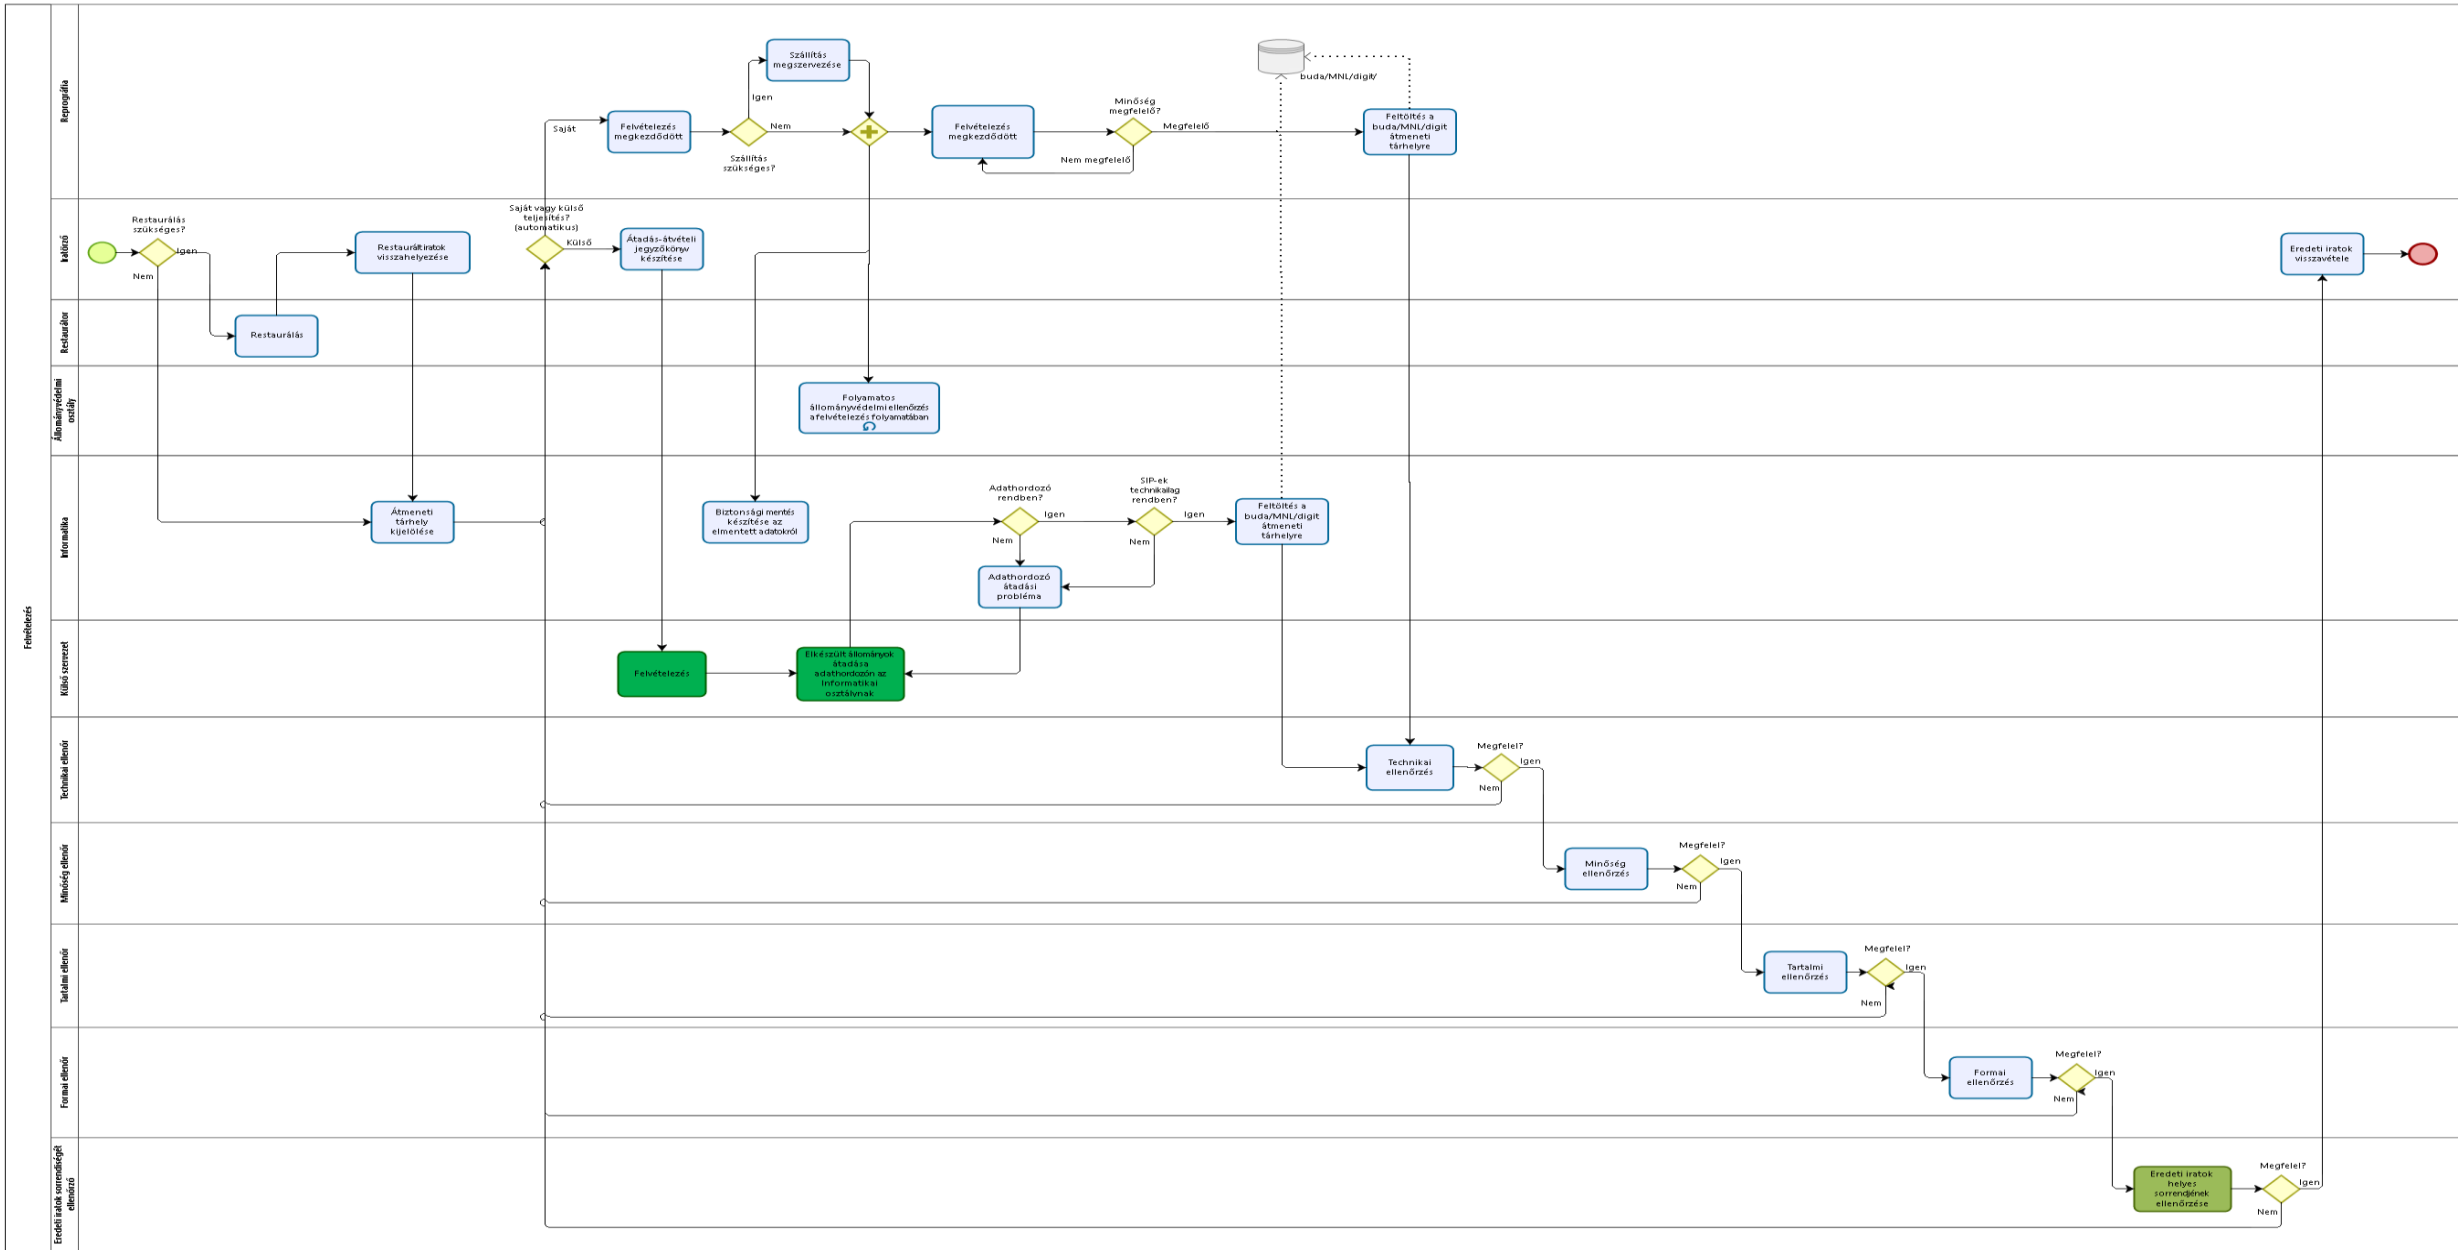 Felvételezés
Reprográfia
Szállítás
megszervezése
Igen
Saját
Felvételezés
megkezdődött
Nem
Szállítás
szükséges?
Felvételezés
megkezdődött
Minőség
megfelelő?
Megfelelő
Nem megfelelő
buda/MNL/digit/
Feltöltés a
buda/MNL/digit
átmeneti
tárhelyre
Iratőrző
Restaurálás
szükséges?
Igen
Nem
Restaurált iratok
visszahelyezése
Saját vagy külső
teljesítés?
(automatikus)
Külső
Átadás-átvételi
jegyzőkönyv
készítése
Eredeti iratok
visszavétele
Restaurátor
Restaurálás
Állományvédelmi
osztály
Folyamatos
állományvédelmi ellenőrzés
a felvételezés folyamatában
Informatika
Átmeneti
tárhely
kijelölése
Biztonsági mentés
készítése az
elmentett adatokról
Adathordozó
rendben?
Igen
Nem
SIP-ek
technikailag
rendben?
Igen
Nem
Feltöltés a
buda/MNL/digit
átmeneti
tárhelyre
Adathordozó
átadási
probléma
Külső szervezet
Felvételezés
Elkészült állományok
átadása
adathordozón az
Informatikai
osztálynak
Technikai ellenőr
Technikai
ellenőrzés
Megfelel?
Igen
Nem
Minőség ellenőr
Minőség
ellenőrzés
Megfelel?
Igen
Nem
Tartalmi ellenőr
Tartalmi
ellenőrzés
Megfelel?
Igen
Nem
Formai ellenőr
Formai
ellenőrzés
Megfelel?
Igen
Nem
Eredeti iratok sorrendiségét
ellenőrző
Eredeti iratok
helyes
sorrendjének
ellenőrzése
Megfelel?
Igen
Nem